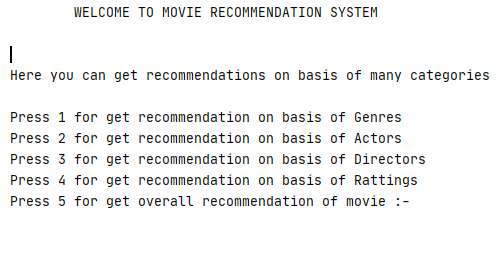 WELCOME TO MOVIE RECOMMENDATION SYSTEM
Here you can get recommendations on basis of many categories
Press 1 for get recommendation on basis of Genres
Press 2 for get recommendation on basis of Actors
Press 3 for get recommendation on basis of Directors
Press 4 for get recommendation on basis of Rattings
Press 5 for get overall recommendation of movie :-